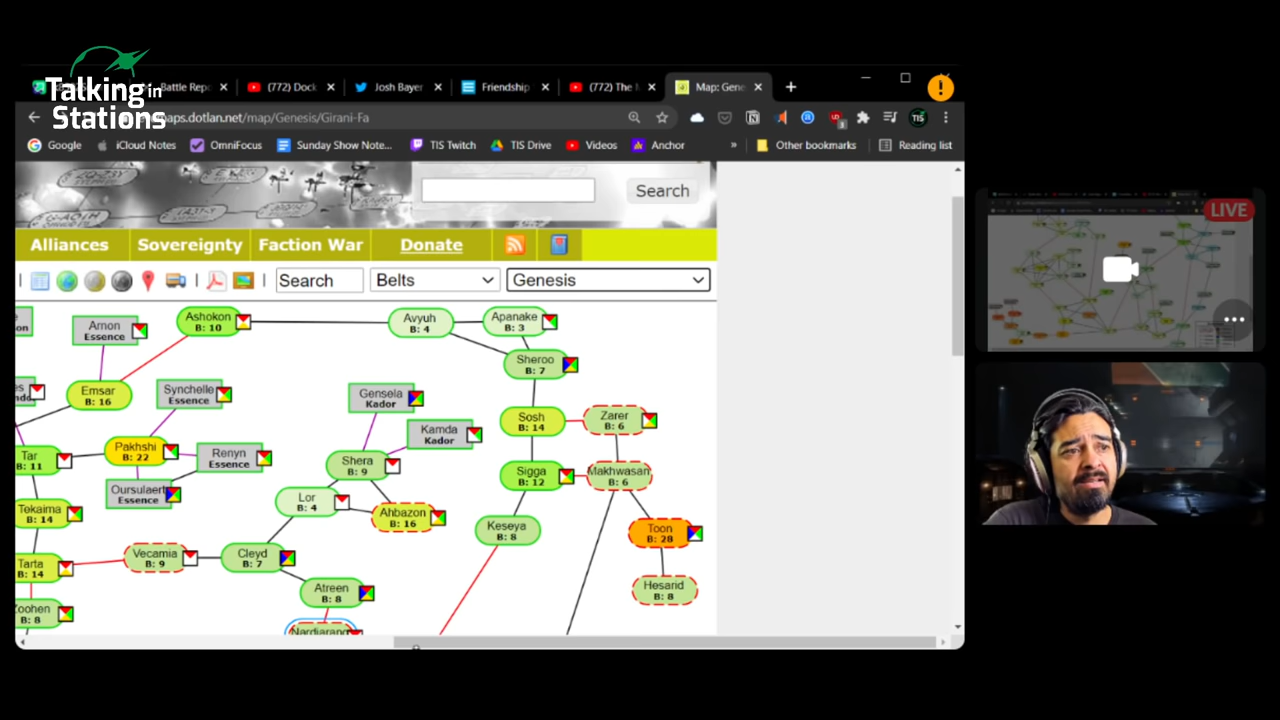 Talking in
Stations
Battle Rep
(772) Dock
Josh Bayer
Friendship
(772) The
Map: Gene
aps.dotlan.net/map/Genesis/Girani-Fa
TIS
Google
iCloud Notes
OmniFocus
Sunday Show Note...
TIS Twitch
TIS Drive
Videos
Anchor
»
Other bookmarks
Reading list
Search
Alliances
Sovereignty
Faction War
Donate
Search
Belts
Genesis
Arnon
Essence
Ashokon
B: 10
Avyuh
B: 4
Apanake
B: 3
Sheroo
B: 7
Emsar
B: 16
Synchelle
Essence
Gensela
Kador
Kamda
Kador
Sosh
B: 14
Zarer
B: 6
Tar
B: 11
Pakhshi
B: 22
Renyn
Essence
Oursulaert
Essence
Shera
B: 9
Sigga
B: 12
Makhwasan
B: 6
Tekaima
B: 14
Lor
B: 4
Ahbazon
B: 16
Keseya
B: 8
Toon
B: 28
Tarta
B: 14
Vecamia
B: 9
Cleyd
B: 7
Atreen
B: 8
Hesarid
B: 8
Zoohen
B: 8
LIVE